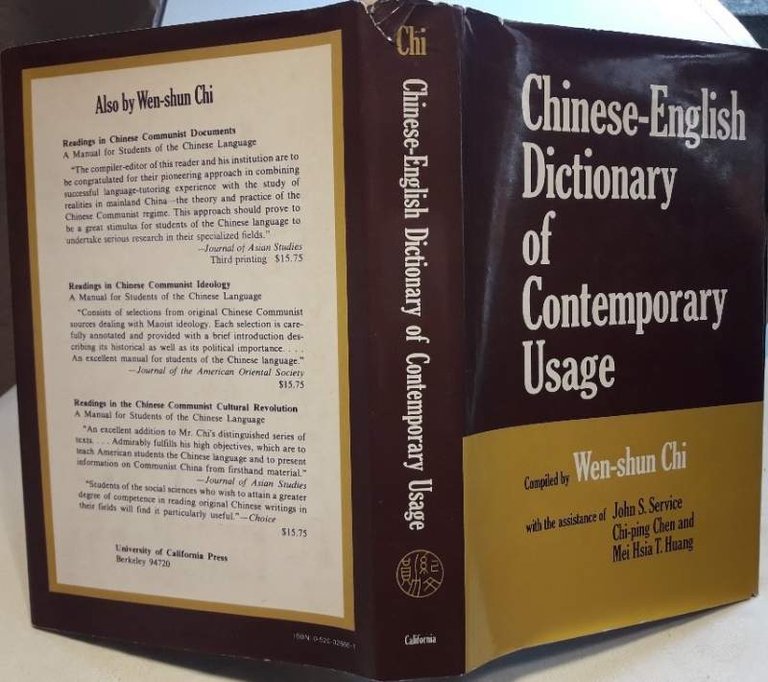 Also by Wen-shun Chi
Readings in Chinese Communist Documents
A Manual for Students of the Chinese Language
"The compiler-editor of this reader and his institution are to
be congratulated for their pioneering approach in combining
successful language-tutoring experience with the study of
realities in mainland China—the theory and practice of the
Chinese Communist regime. This approach should prove to
be a great stimulus for students of the Chinese language to
undertake serious research in their specialized fields."
—Journal of Asian Studies
Third printing $15.75
Readings in Chinese Communist Ideology
A Manual for Students of the Chinese Language
"Consists of selections from original Chinese Communist
sources dealing with Maoist ideology. Each selection is care-
fully annotated and provided with a brief introduction des-
cribing its historical as well as its political importance. . . .
An excellent manual for students of the Chinese language."
—Journal of the American Oriental Society
$15.75
Readings in the Chinese Communist Cultural Revolution
A Manual for Students of the Chinese Language
"An excellent addition to Mr. Chi's distinguished series of
texts. . . . Admirably fulfills his high objectives, which are to
teach American students the Chinese language and to present
information on Communist China from firsthand material."
—Journal of Asian Studies
"Students of the social sciences who wish to attain a greater
degree of competence in reading original Chinese writings in
their fields will find it particularly useful."—Choice
$15.75
University of California Press
Berkeley 94720
Chi
Chinese-English Dictionary of Contemporary Usage
California
Chinese-English
Dictionary
of
Contemporary
Usage
Compiled by Wen-shun Chi
with the assistance of John S. Service
Chi-ping Chen and
Mei Hsia T. Huang